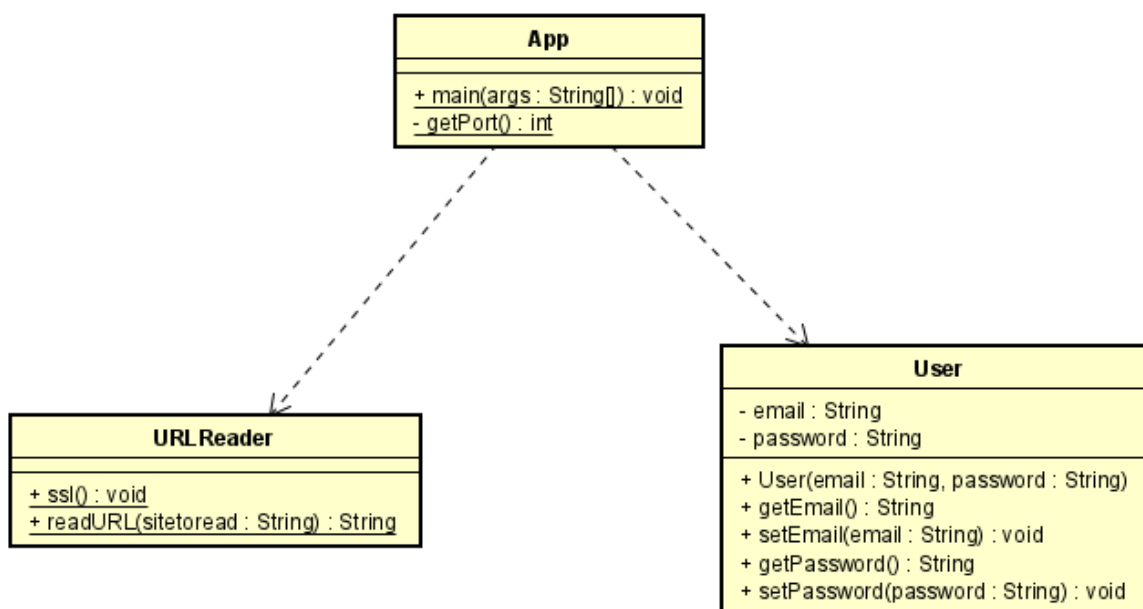 App
+ main(args : String[]) : void
- getPort() : int
URLReader
+ ssl() : void
+ readURL(sitetoread : String) : String
User
- email : String
- password : String
+ User(email : String, password : String)
+ getEmail() : String
+ setEmail(email : String) : void
+ getPassword() : String
+ setPassword(password : String) : void